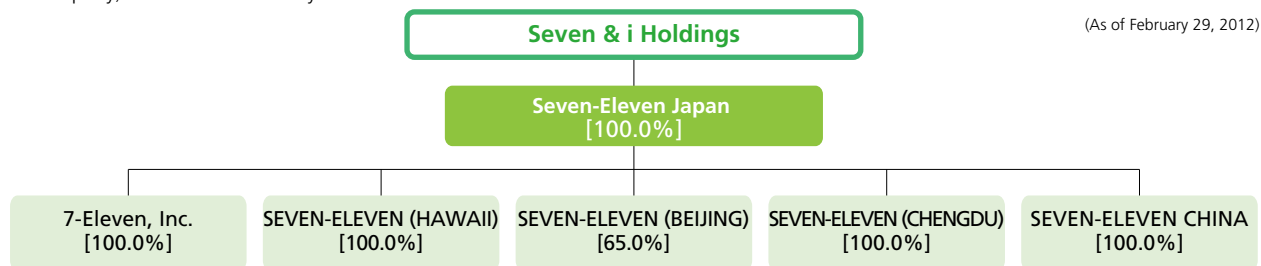 (As of February 29, 2012)
Seven & i Holdings
Seven-Eleven Japan
[100.0%]
7-Eleven, Inc.
[100.0%]
SEVEN-ELEVEN (HAWAII)
[100.0%]
SEVEN-ELEVEN (BEIJING)
[65.0%]
SEVEN-ELEVEN (CHENGDU)
[100.0%]
SEVEN-ELEVEN CHINA
[100.0%]